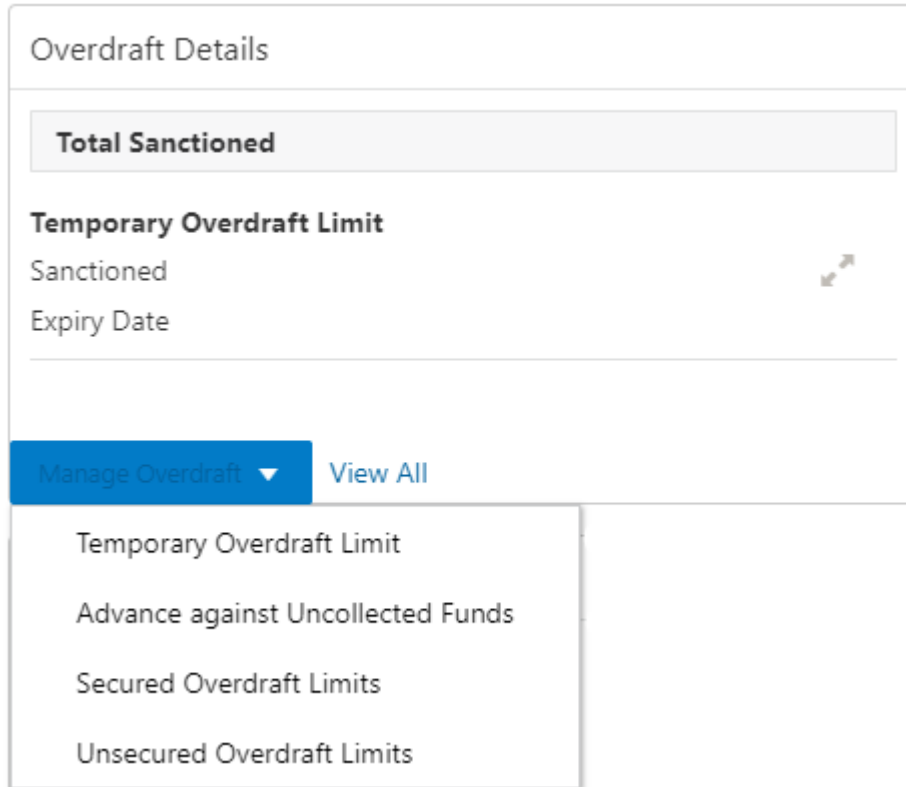 Overdraft Details
Total Sanctioned
Temporary Overdraft Limit
Sanctioned
Expiry Date
Manage Overdraft View All
Temporary Overdraft Limit
Advance against Uncollected Funds
Secured Overdraft Limits
Unsecured Overdraft Limits